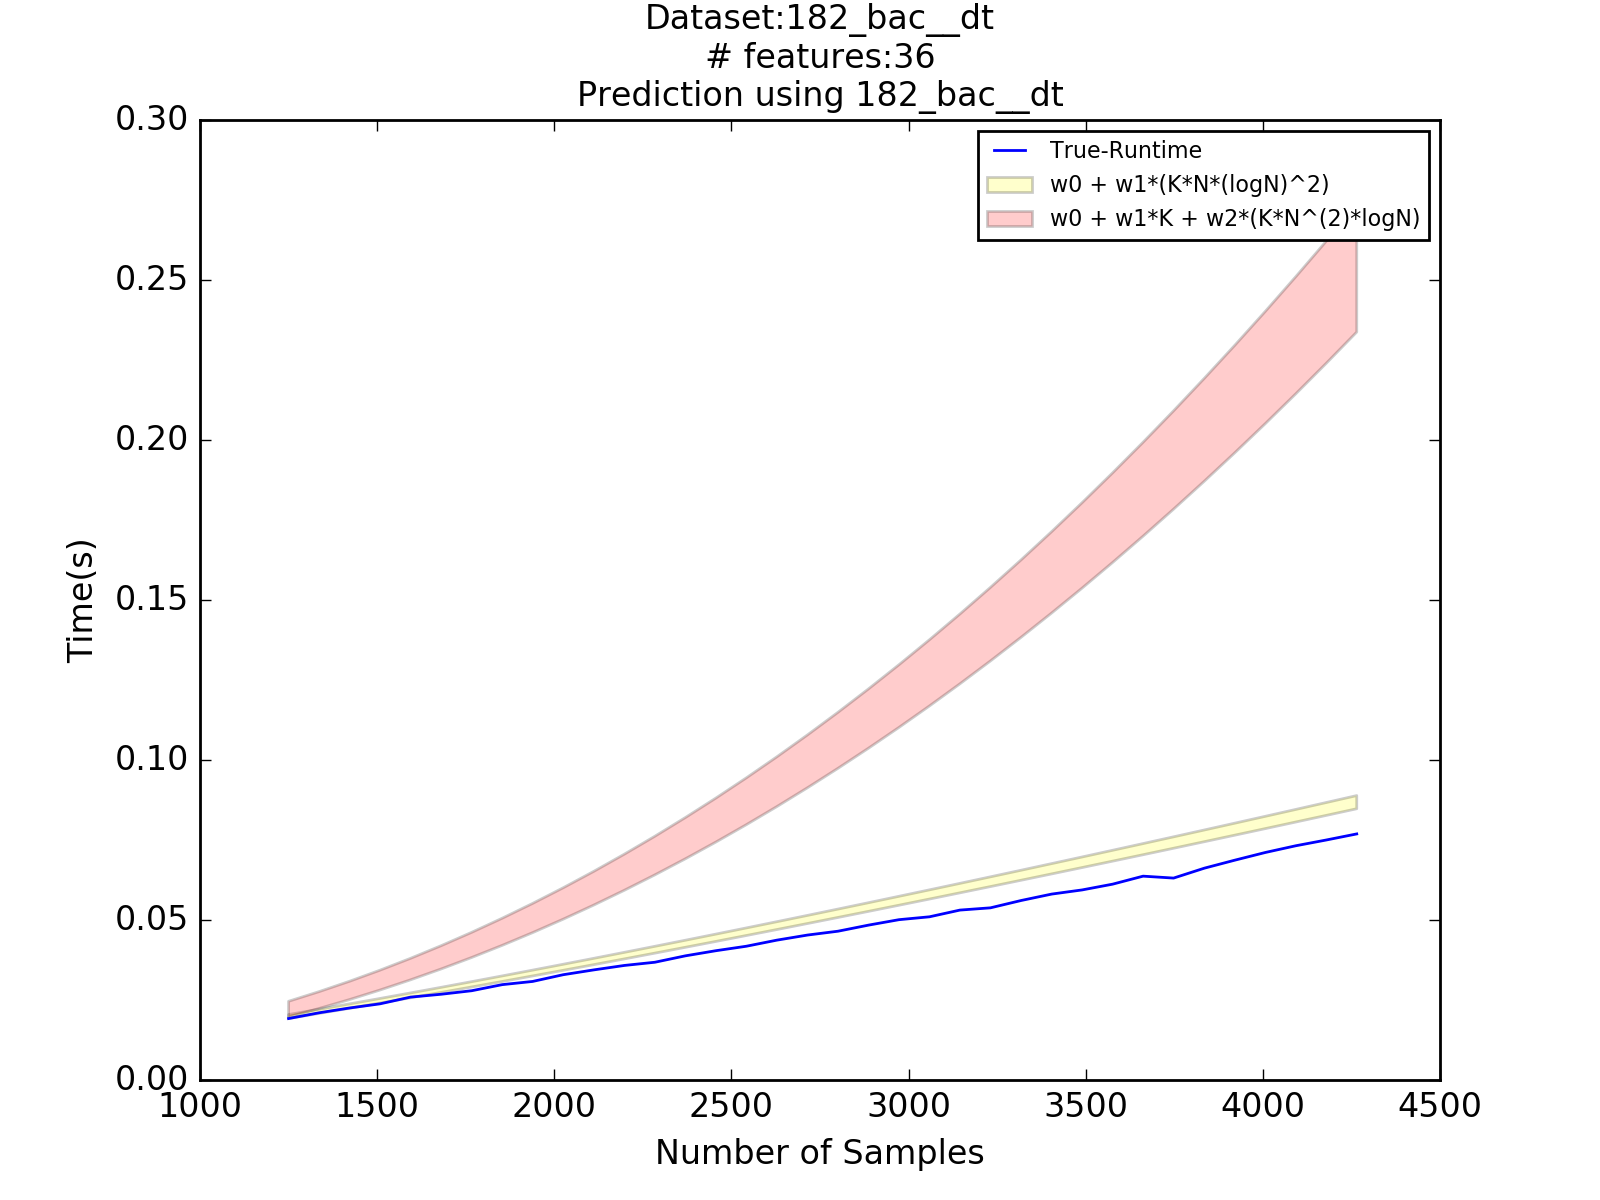 Dataset:182_bac__dt
# features:36
Prediction using 182_bac__dt
0.30
0.25
0.20
0.15
0.10
0.05
0.00
Time(s)
True-Runtime
w0 + w1*(K*N*(logN)^2)
w0 + w1*K + w2*(K*N^(2)*logN)
1000 1500 2000 2500 3000 3500 4000 4500
Number of Samples